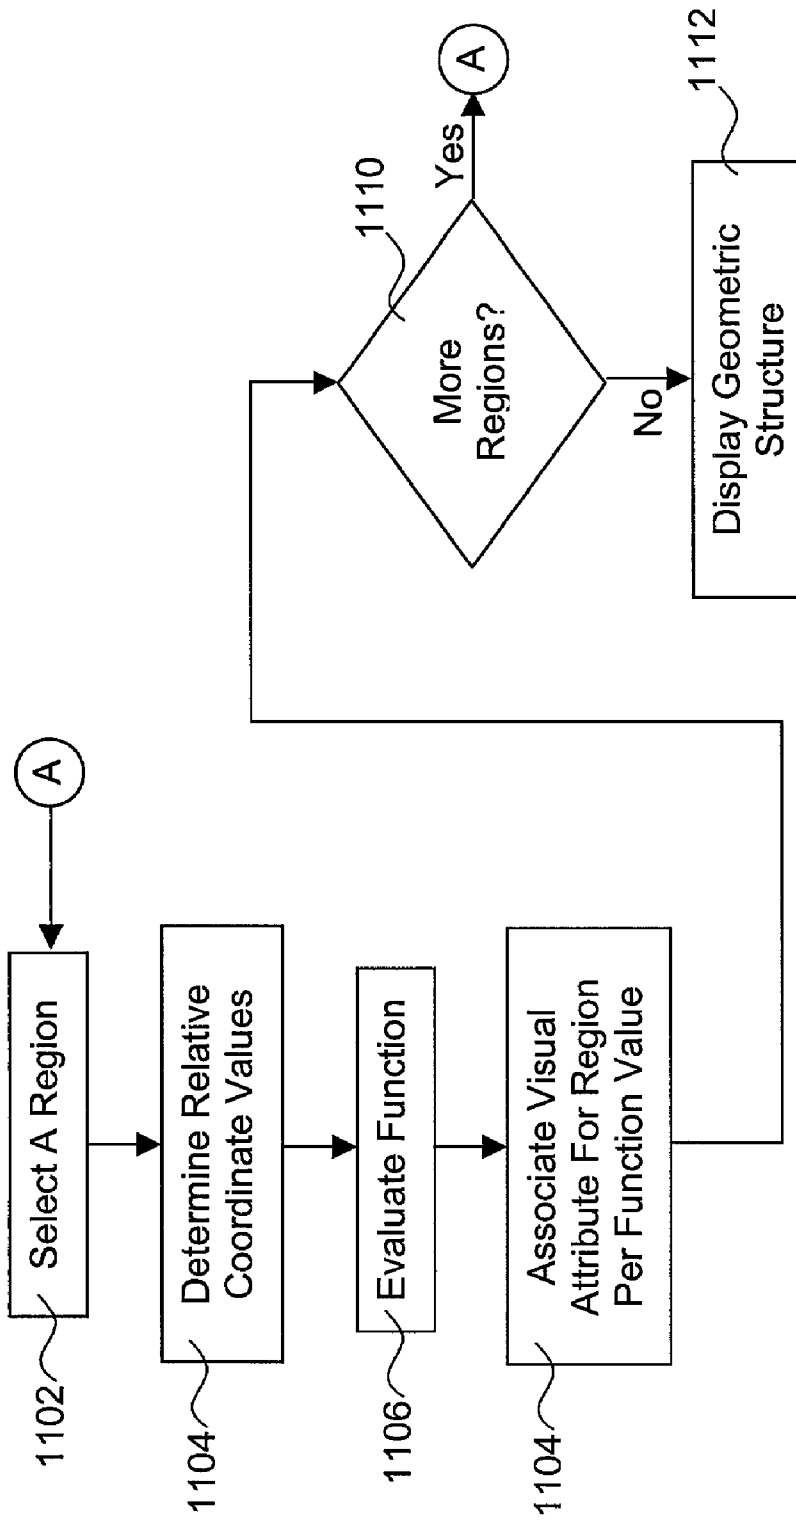 A
1102
Select A Region
1104
Determine Relative
Coordinate Values
1106
Evaluate Function
1104
Associate Visual
Attribute For Region
Per Function Value
1110
More
Regions?
Yes
A
No
Display Geometric
Structure
1112